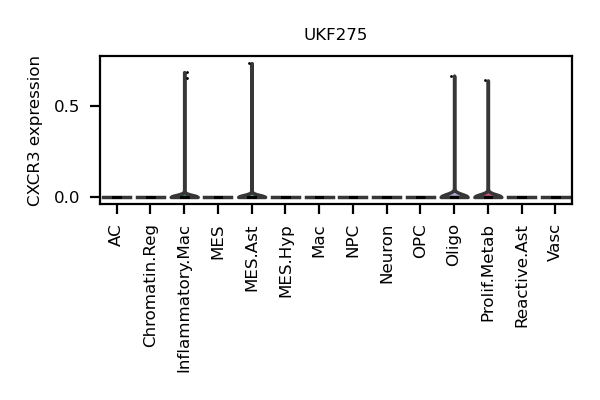 UKF275
CXCR3 expression
0.5
0.0
AC
Chromatin.Reg
Inflammatory.Mac
MES
MES.Ast
MES.Hyp
Mac
NPC
Neuron
OPC
Oligo
Prolif.Metab
Reactive.Ast
Vasc